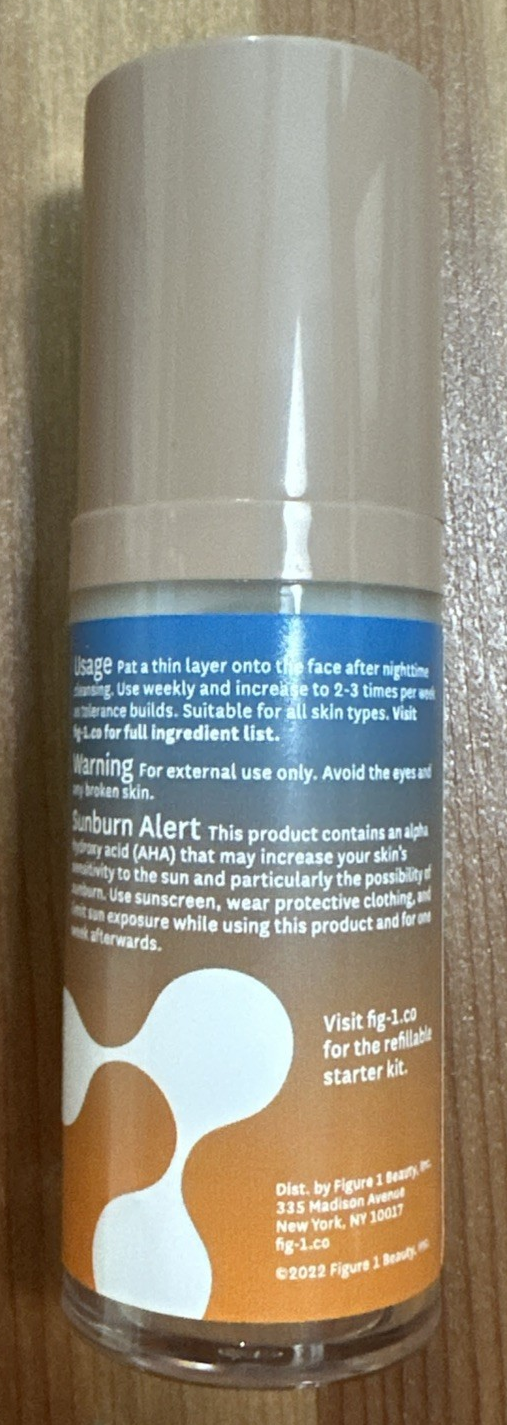 Usage Pat a thin layer onto the face after nighttime
cleansing. Use weekly and increase to 2-3 times per week
as tolerance builds. Suitable for all skin types. Visit
fig-1.co for full ingredient list.
Warning For external use only. Avoid the eyes and
any broken skin.
Sunburn Alert This product contains an alpha
hydroxy acid (AHA) that may increase your skin's
sensitivity to the sun and particularly the possibility of
sunburn. Use sunscreen, wear protective clothing, and
limit sun exposure while using this product and for one
week afterwards.
Visit fig-1.co
for the refillable
starter kit.
Dist. by Figure 1 Beauty, Inc.
335 Madison Avenue
New York, NY 10017
fig-1.co
©2022 Figure 1 Beauty, Inc.